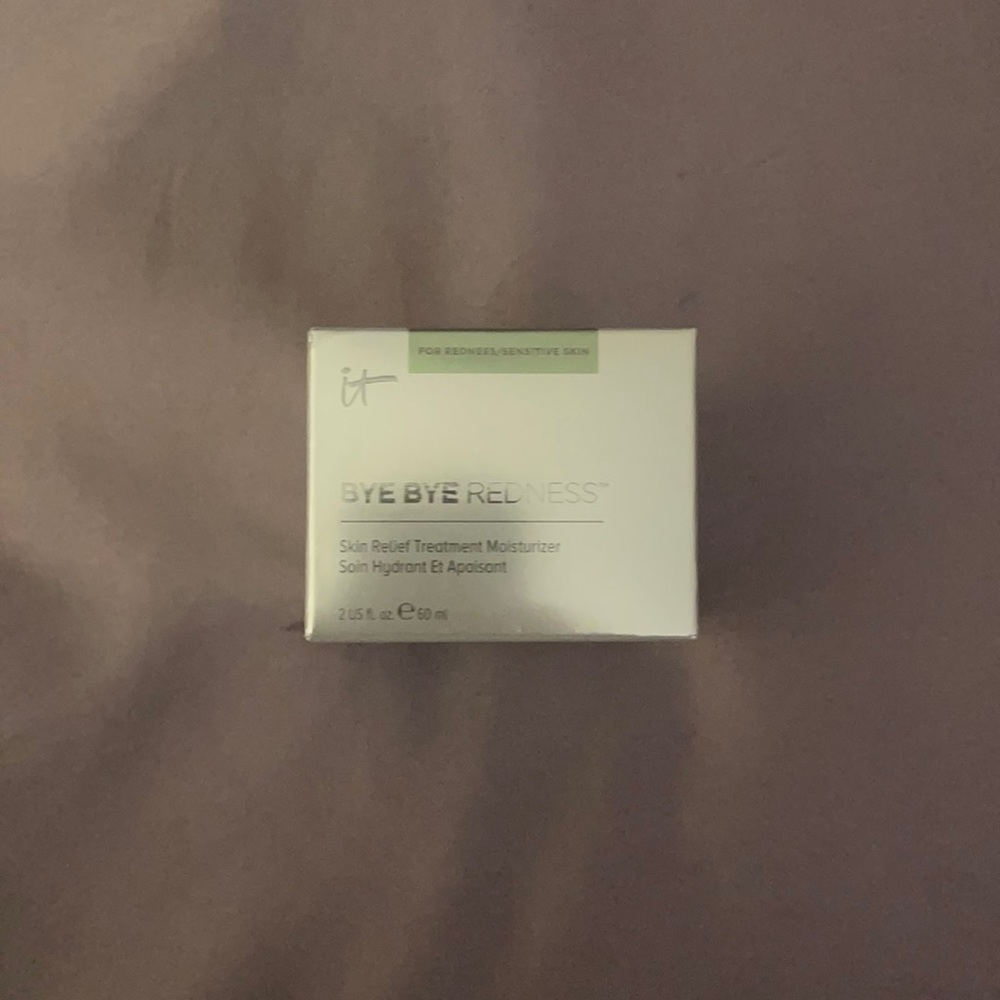 FOR REDNESS/SENSITIVE SKIN
it
BYE BYE REDNESS™
Skin Relief Treatment Moisturizer
Soin Hydrant Et Apaisant
2 US fl. oz. ℮ 60 ml